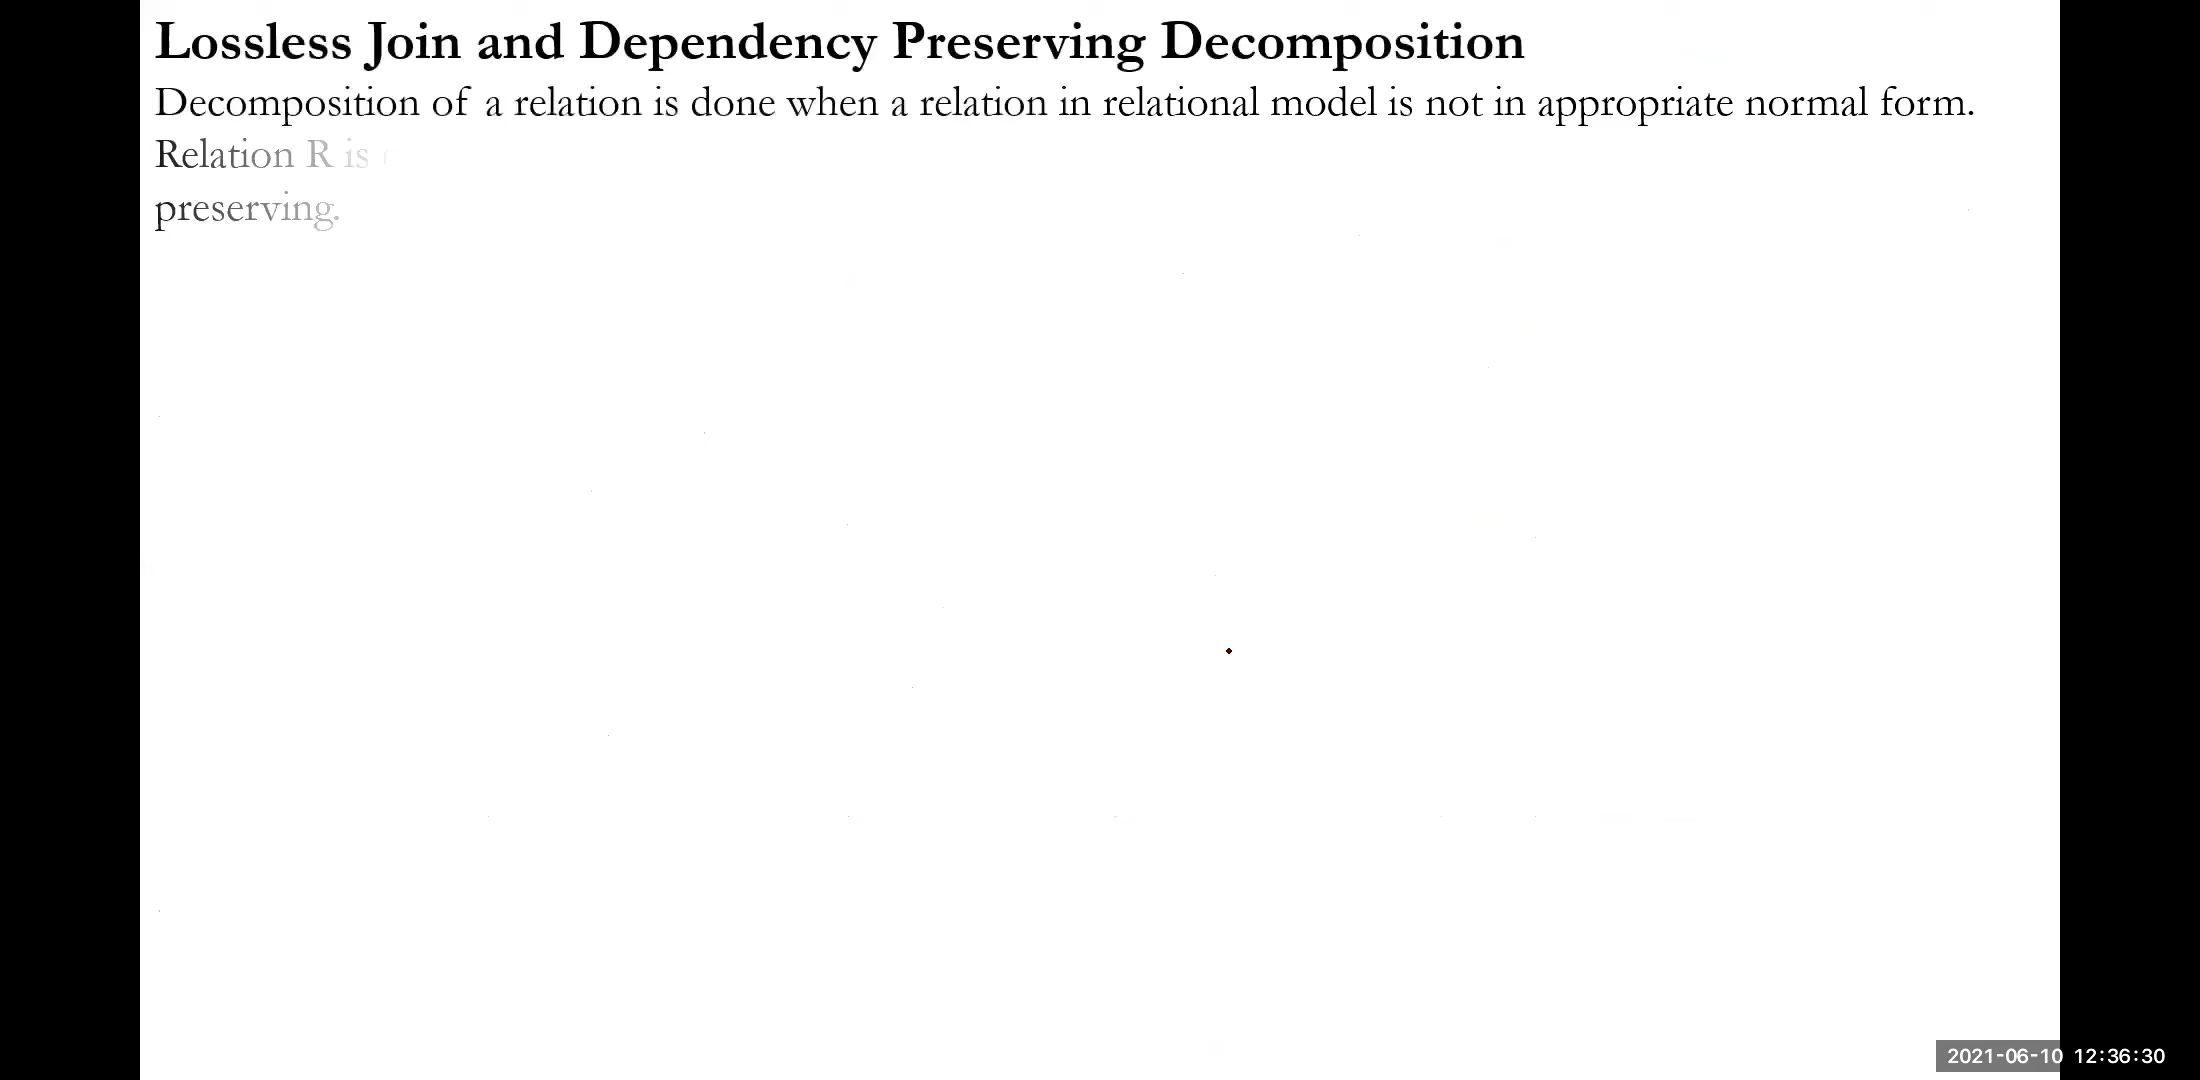 Lossless Join and Dependency Preserving Decomposition
Decomposition of a relation is done when a relation in relational model is not in appropriate normal form.
Relation R is
preserving.
2021-06-10 12:36:30